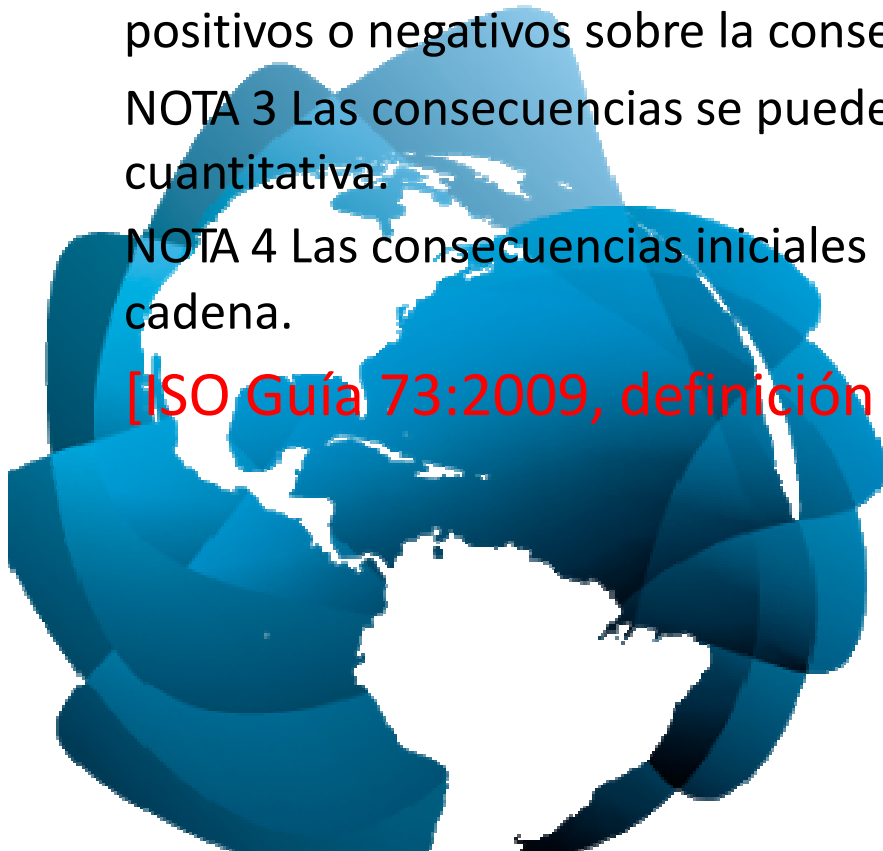 positivos o negativos sobre la conse
NOTA 3 Las consecuencias se puede
cuantitativa.
NOTA 4 Las consecuencias iniciales
cadena.
[ISO Guía 73:2009, definición